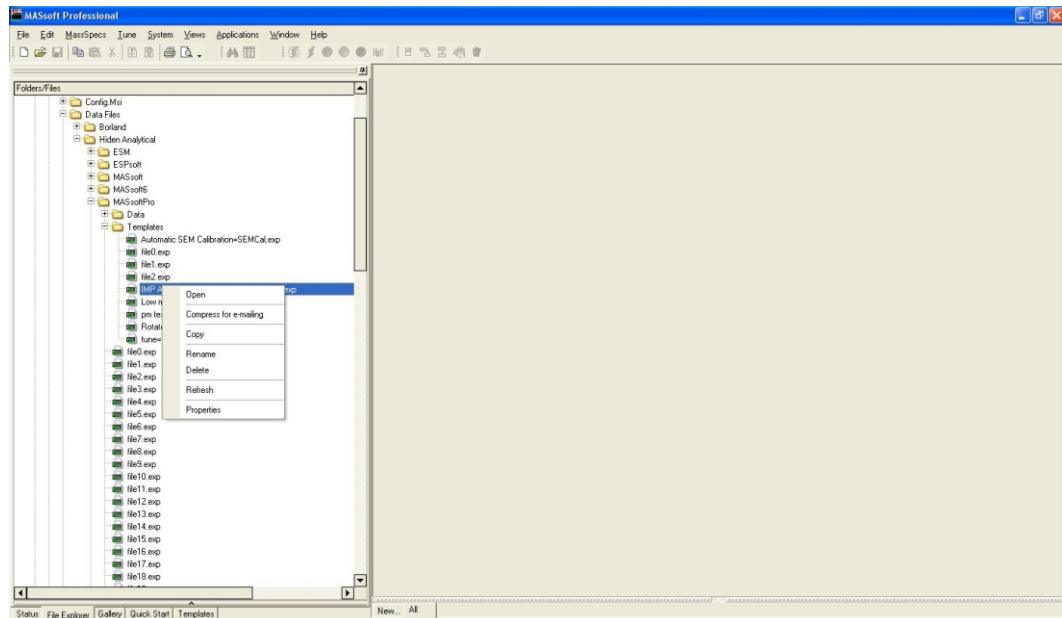 MASsoft Professional
File Edit MassSpecs Tune System Views Applications Window Help
Folders/Files
Config.Msi
Data Files
Borland
Hiden Analytical
ESM
ESPsoft
MASsoft
MASsoft6
MASsoftPro
Data
Templates
Automatic SEM Calibration=SEMCal.exp
file0.exp
file1.exp
file2.exp
IMP A exp
Open
Low
Compress for e-mailing
pm
Copy
Rename
tune=
Delete
file0.exp
file1.exp
Refresh
file2.exp
file3.exp
file4.exp
Properties
file5.exp
file6.exp
file7.exp
file8.exp
file9.exp
file10.exp
file11.exp
file12.exp
file13.exp
file14.exp
file15.exp
file16.exp
file17.exp
file18.exp
Status File Explorer Gallery Quick Start Templates New... All